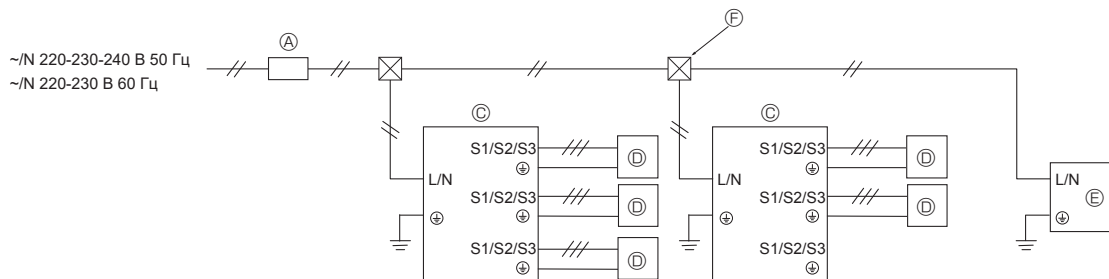 Ⓕ
Ⓐ
~/N 220-230-240 В 50 Гц
~/N 220-230 В 60 Гц
Ⓒ
Ⓒ
S1/S2/S3
Ⓓ
S1/S2/S3
Ⓓ
L/N
L/N
L/N
Ⓔ
S1/S2/S3
Ⓓ
S1/S2/S3
Ⓓ
S1/S2/S3
Ⓓ
S1/S2/S3